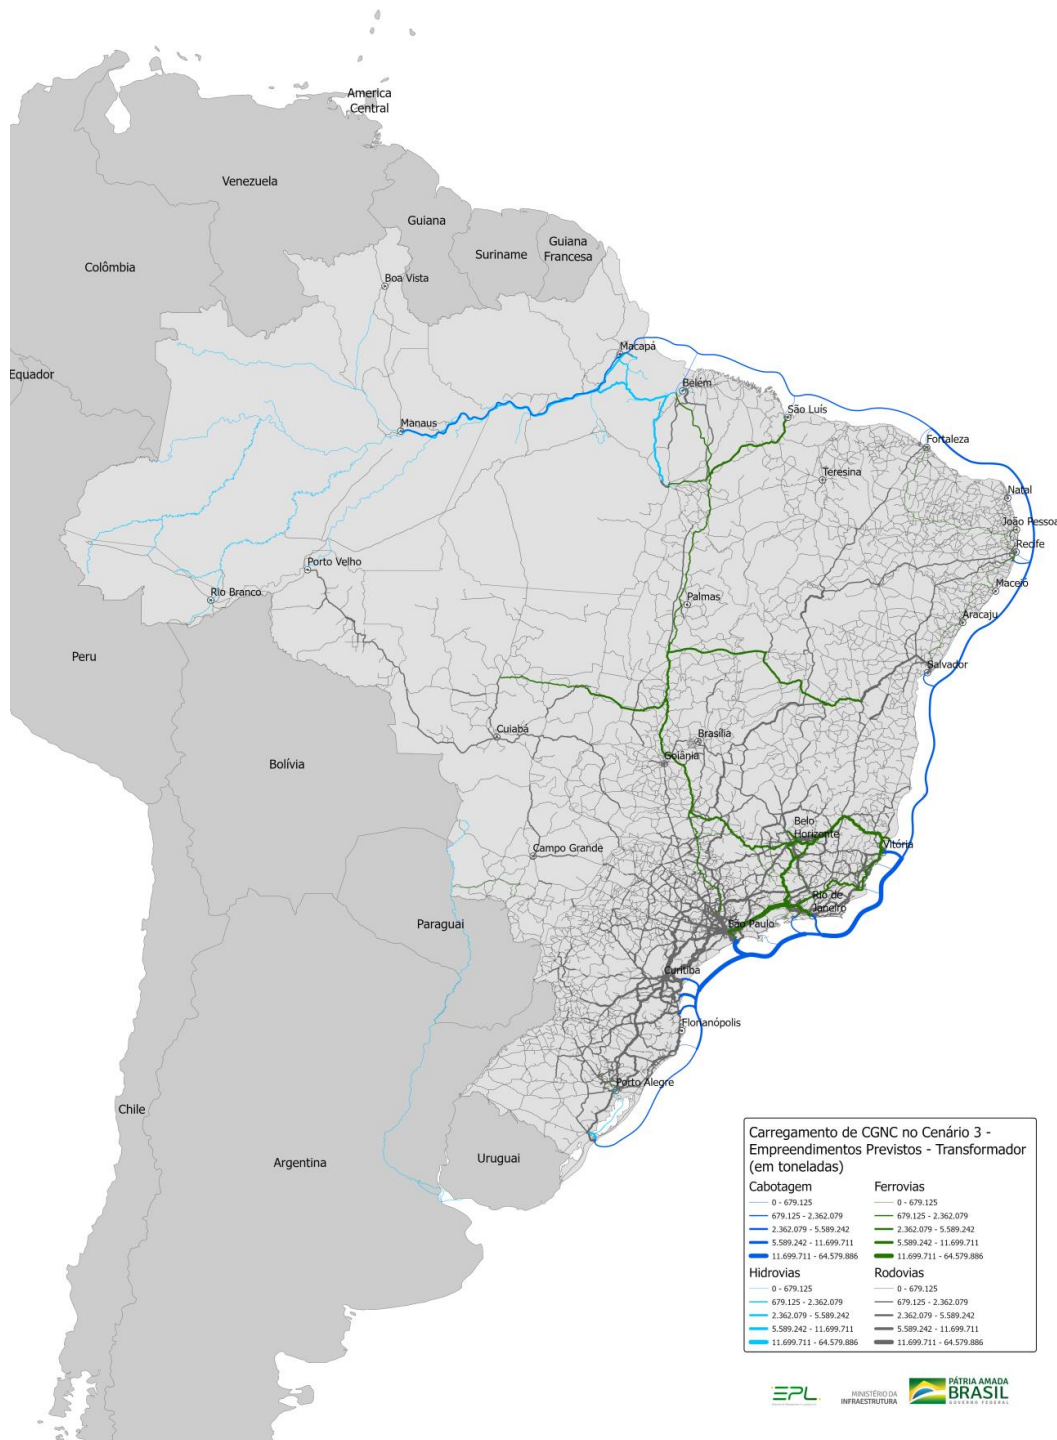 America
Central
Venezuela
Guiana
Suriname
Guiana
Francesa
Colômbia
Boa Vista
Equador
Macapá
Belém
São Luís
Manaus
Fortaleza
Teresina
Natal
João Pessoa
Recife
Porto Velho
Rio Branco
Palmas
Maceió
Aracaju
Peru
Salvador
Cuiabá
Brasília
Goiânia
Bolívia
Belo
Horizonte
Vitória
Campo Grande
Rio de
Janeiro
Paraguai
São Paulo
Curitiba
Florianópolis
Porto Alegre
Chile
Argentina
Uruguai
Carregamento de CGNC no Cenário 3 -
Empreendimentos Previstos - Transformador
(em toneladas)
Cabotagem
0 - 679.125
679.125 - 2.362.079
2.362.079 - 5.589.242
5.589.242 - 11.699.711
11.699.711 - 64.579.886
Ferrovias
0 - 679.125
679.125 - 2.362.079
2.362.079 - 5.589.242
5.589.242 - 11.699.711
11.699.711 - 64.579.886
Hidrovias
0 - 679.125
679.125 - 2.362.079
2.362.079 - 5.589.242
5.589.242 - 11.699.711
11.699.711 - 64.579.886
Rodovias
0 - 679.125
679.125 - 2.362.079
2.362.079 - 5.589.242
5.589.242 - 11.699.711
11.699.711 - 64.579.886
EPL
MINISTÉRIO DA
INFRAESTRUTURA
PÁTRIA AMADA
BRASIL
GOVERNO FEDERAL